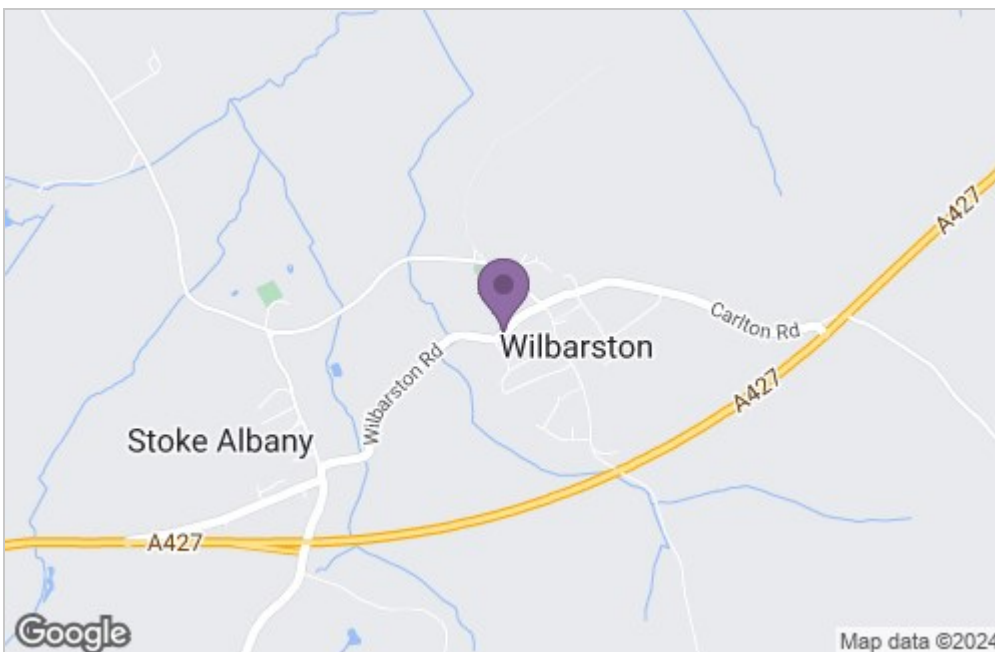 A427
Carlton Rd
Wilbarston
Wilbarston Rd
A427
Stoke Albany
A427
Google
Map data ©2024